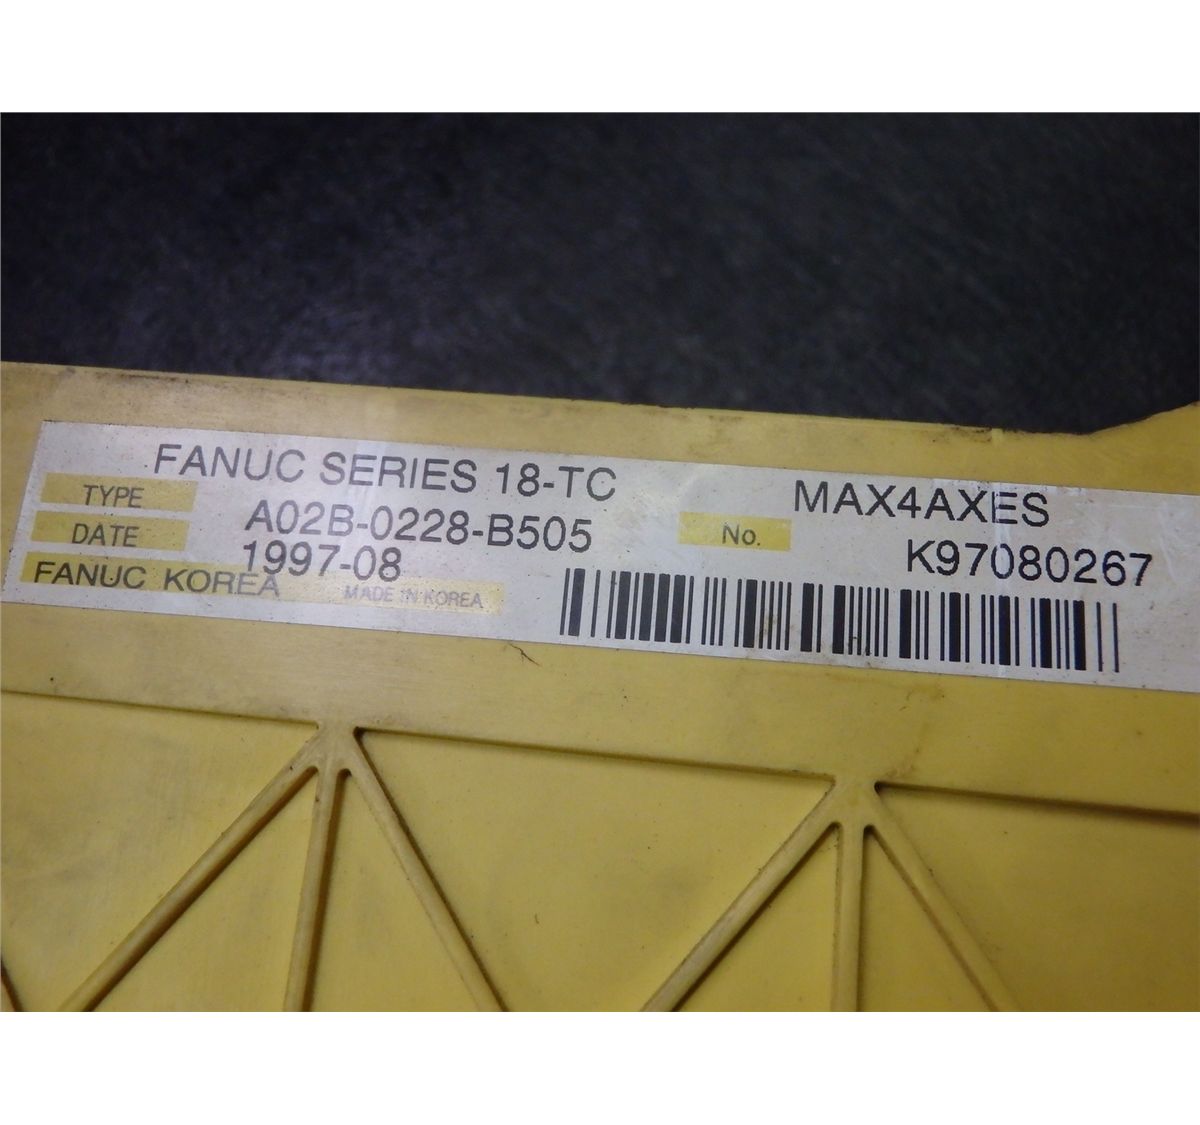 FANUC SERIES 18-TC MAX4AXES
TYPE A02B-0228-B505 No. K97080267
DATE 1997-08
FANUC KOREA MADE IN KOREA